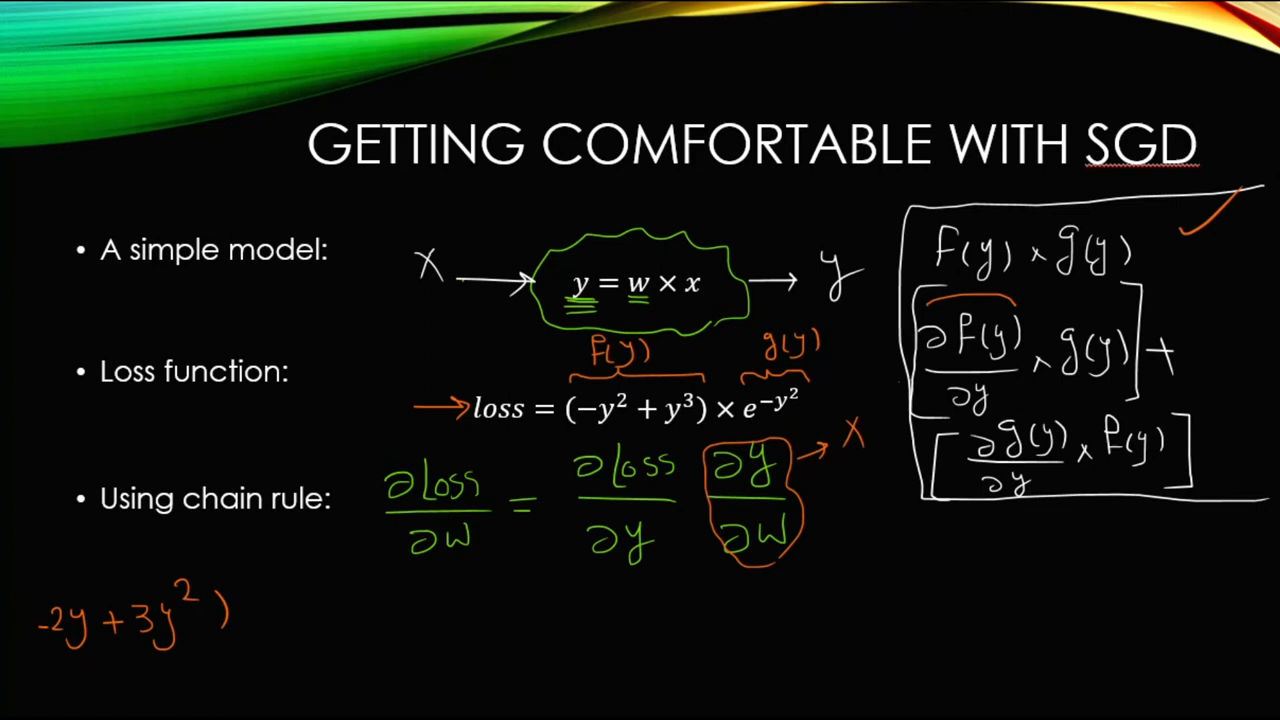 GETTING COMFORTABLE WITH SGD
• A simple model:
x → y = w × x → y
f(y) g(y)
• Loss function:
→ loss = (−y² + y³) × e^{−y²}
• Using chain rule:
∂Loss/∂w = ∂Loss/∂y ∂y/∂w → x
-2y + 3y² )
f(y) × g(y)
[∂f(y)/∂y × g(y)] +
[∂g(y)/∂y × f(y)]